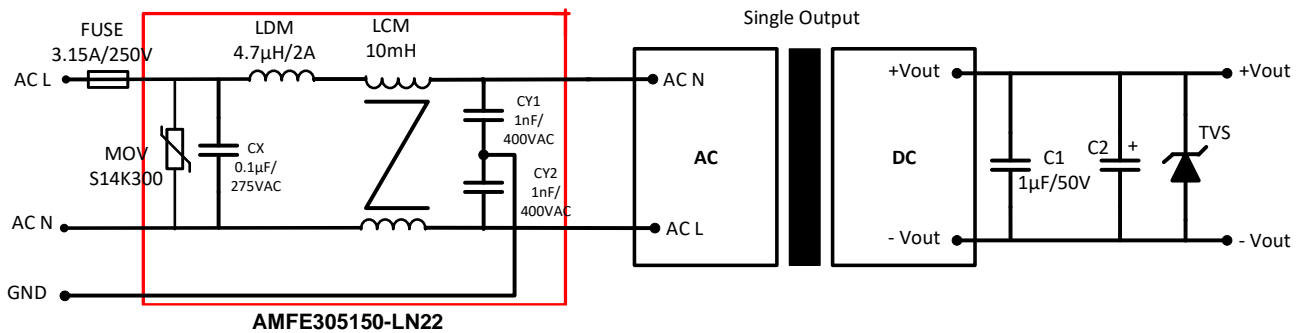 Single Output
FUSE
3.15A/250V
LDM
4.7µH/2A
LCM
10mH
AC L
AC N
+Vout
+Vout
CY1
1nF/
400VAC
MOV
S14K300
CX
0.1µF/
275VAC
AC
DC
C1
1µF/50V
C2
+
TVS
CY2
1nF/
400VAC
AC N
AC L
- Vout
- Vout
GND
AMFE305150-LN22